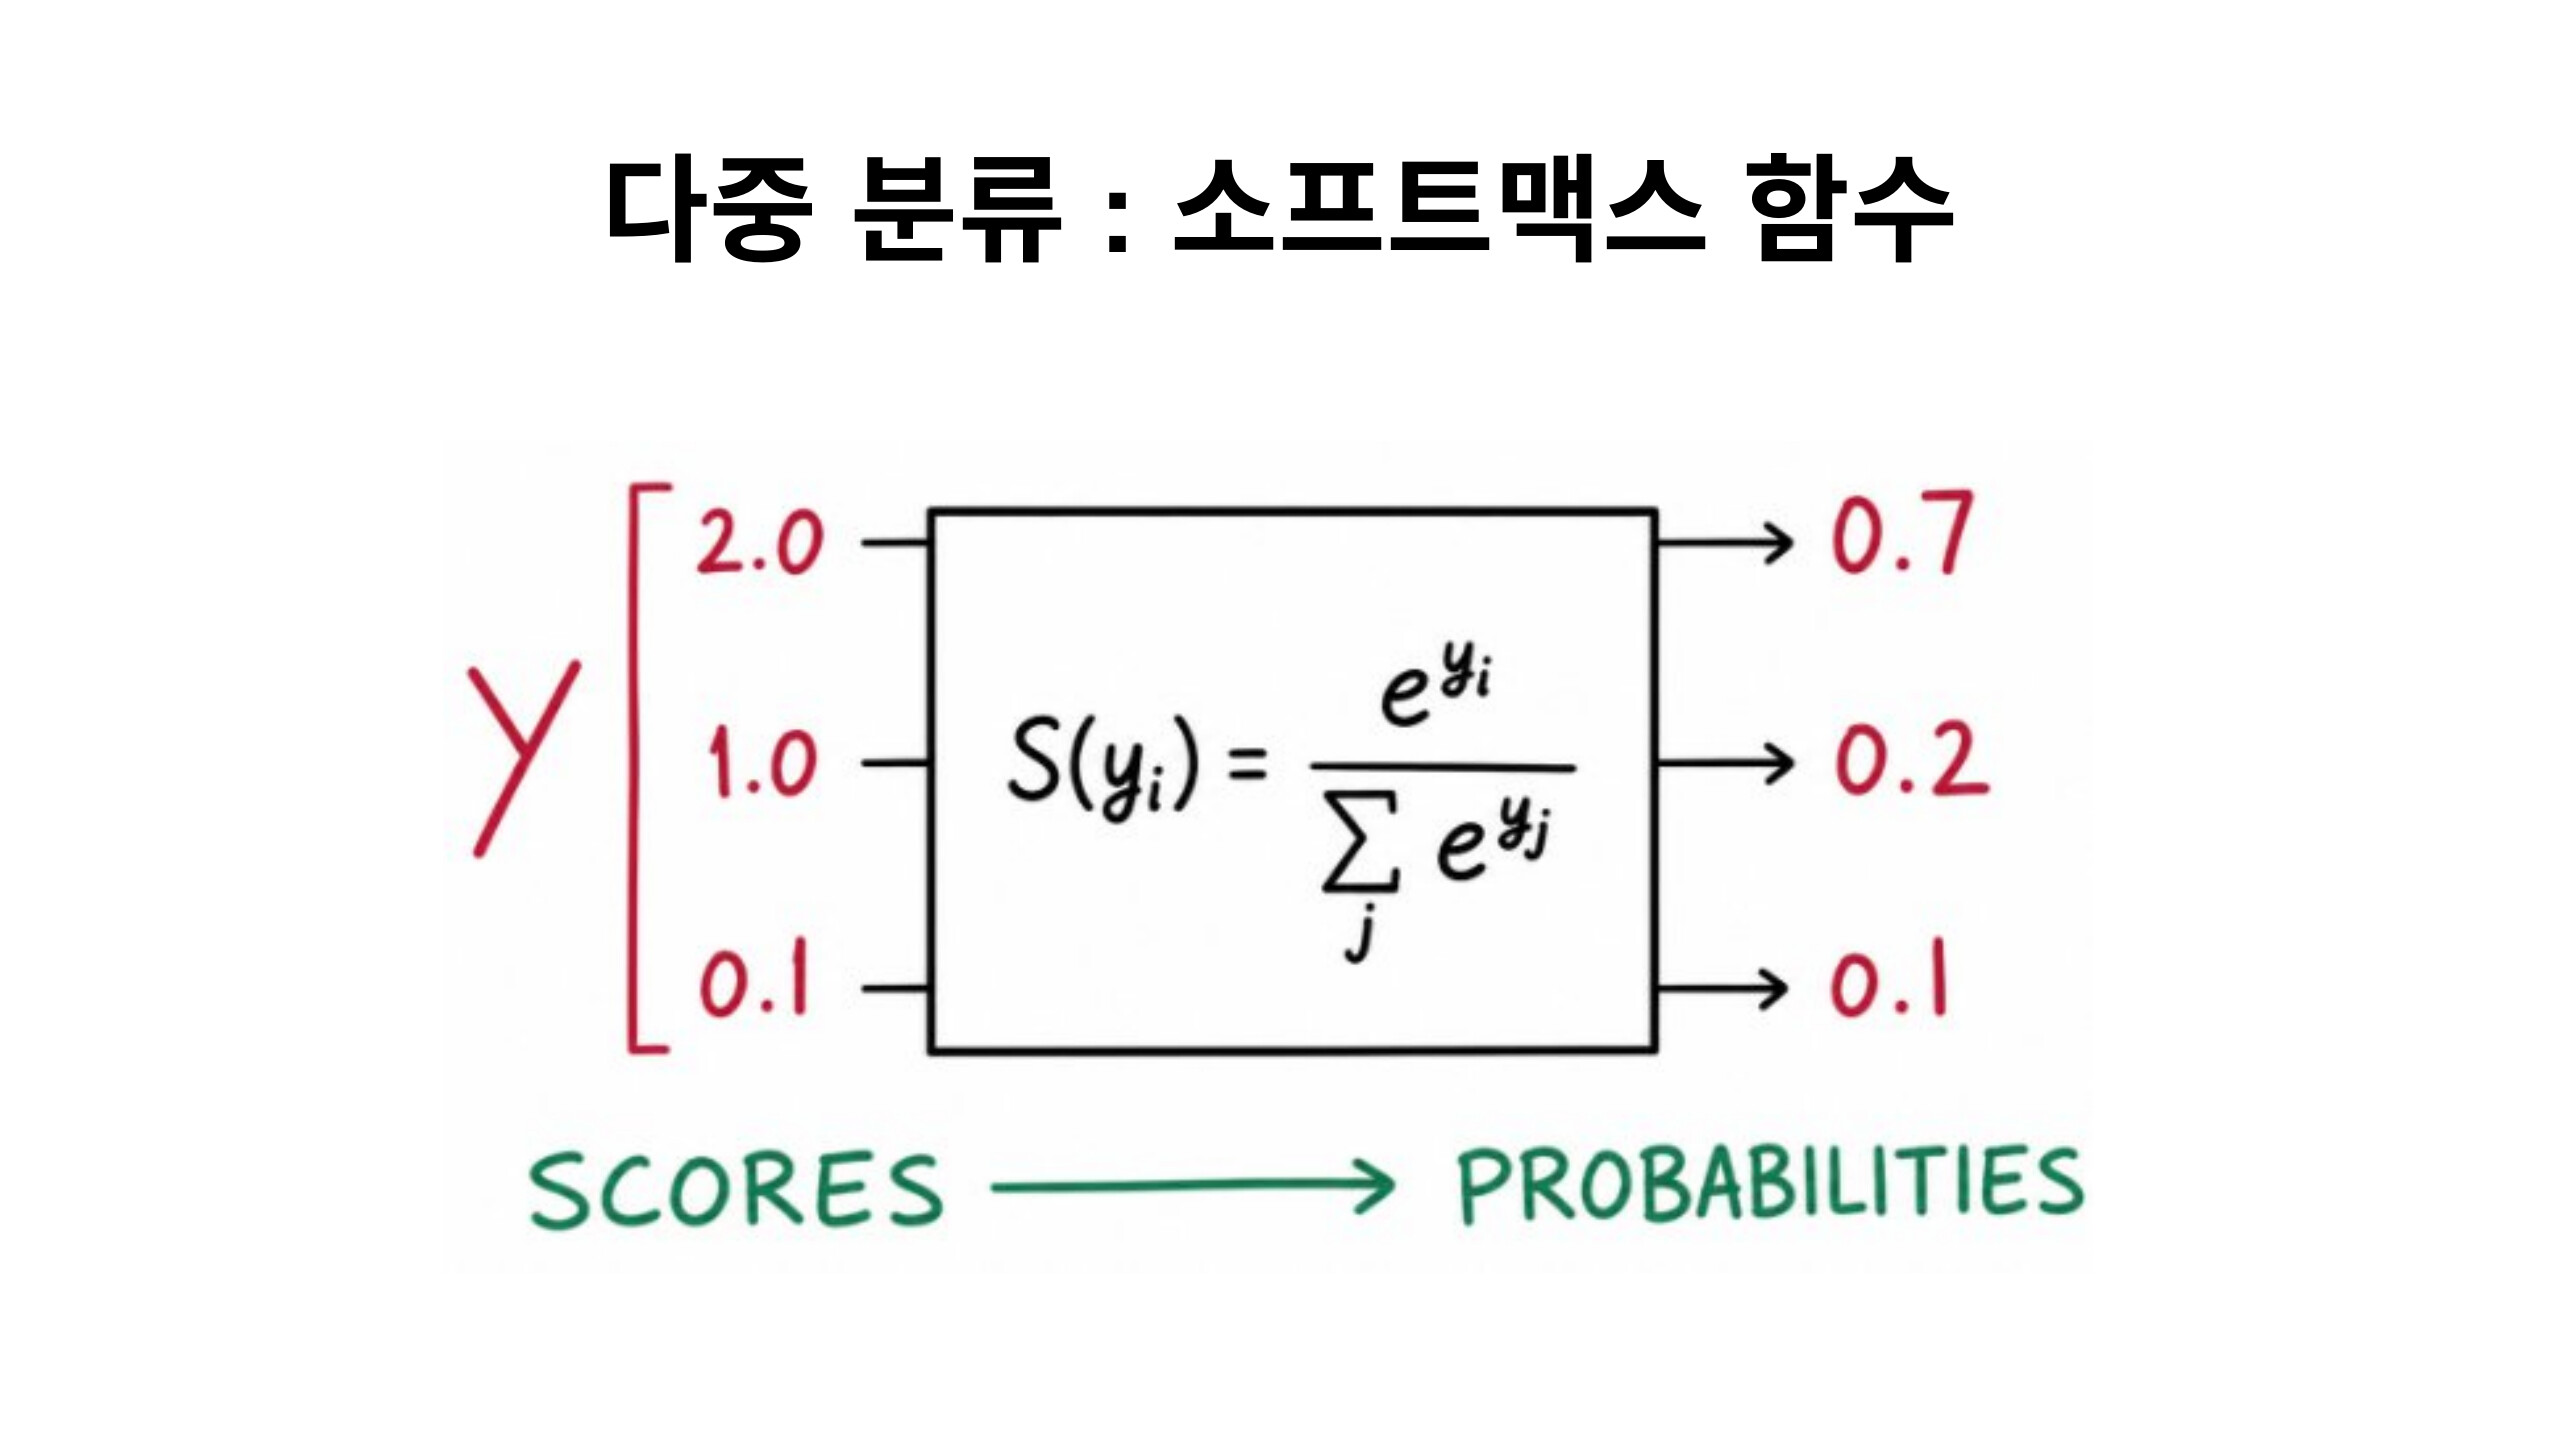 다중 분류 : 소프트맥스 함수
2.0
0.7
y
1.0
S(yᵢ) = e^{yᵢ} / Σⱼ e^{yⱼ}
0.2
0.1
0.1
SCORES → PROBABILITIES